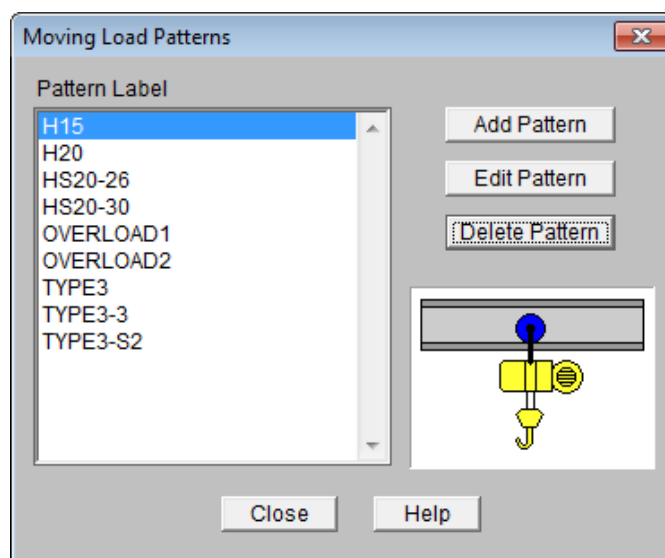 Moving Load Patterns
Pattern Label
H15
H20
HS20-26
HS20-30
OVERLOAD1
OVERLOAD2
TYPE3
TYPE3-3
TYPE3-S2
Add Pattern
Edit Pattern
Delete Pattern
Close
Help